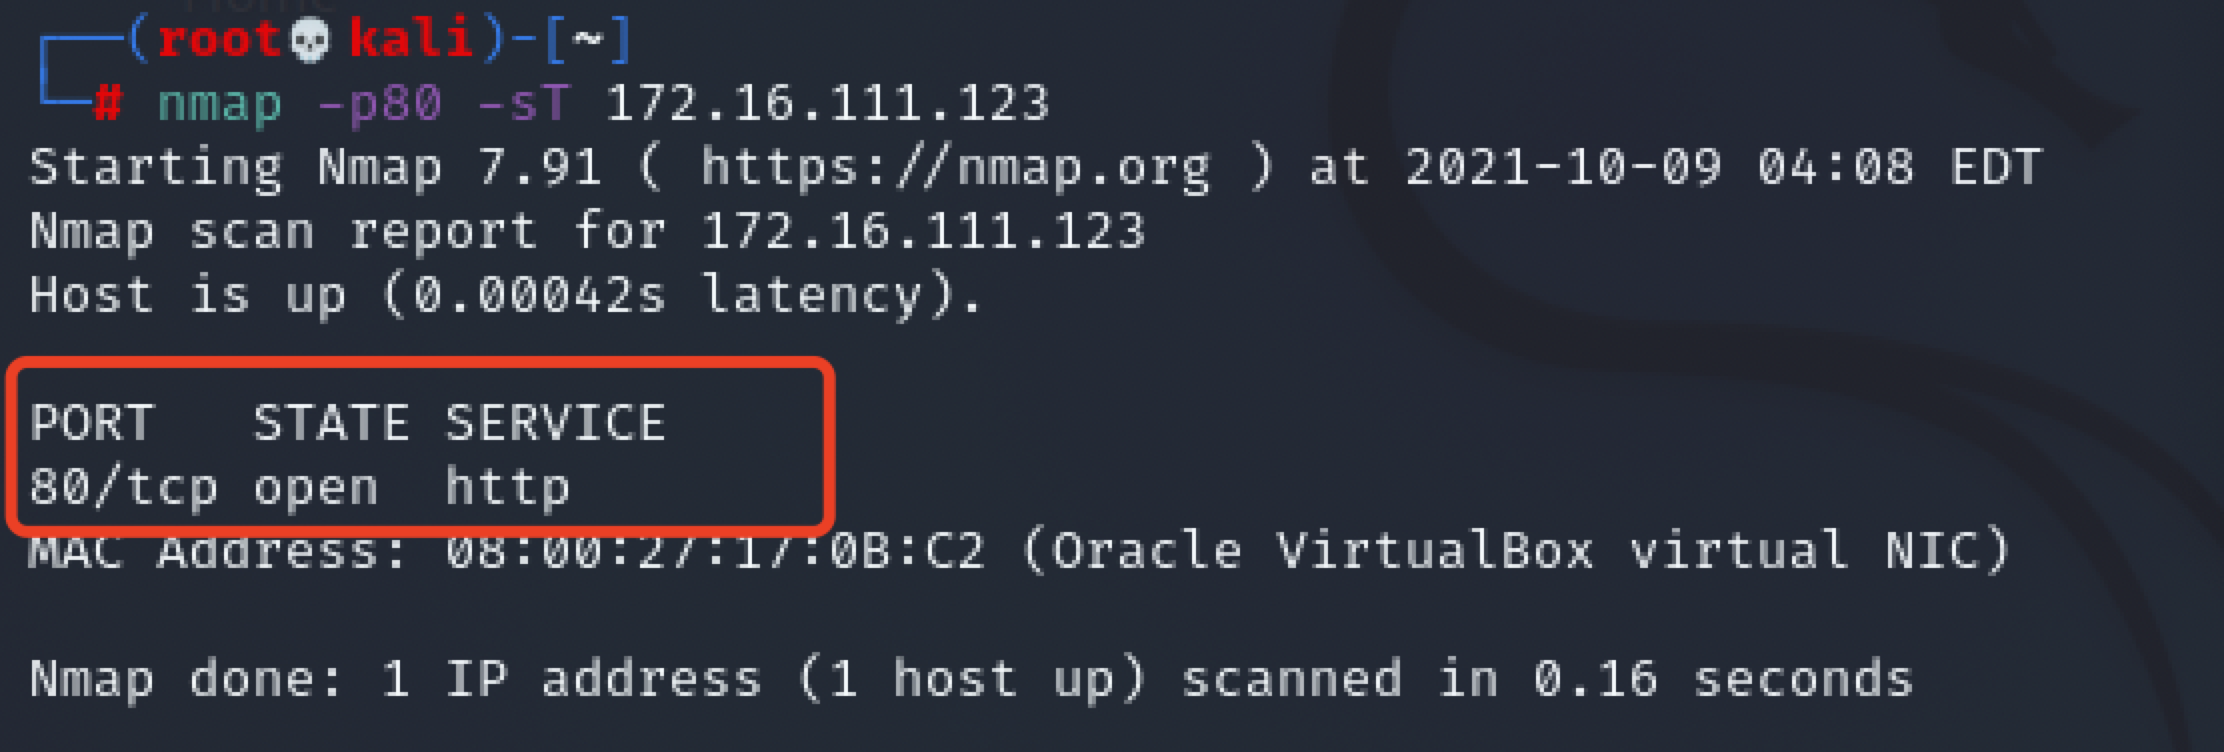 ┌──(root💀kali)-[~]
└─# nmap -p80 -sT 172.16.111.123
Starting Nmap 7.91 ( https://nmap.org ) at 2021-10-09 04:08 EDT
Nmap scan report for 172.16.111.123
Host is up (0.00042s latency).
PORT   STATE SERVICE
80/tcp open  http
MAC Address: 08:00:27:17:0B:C2 (Oracle VirtualBox virtual NIC)
Nmap done: 1 IP address (1 host up) scanned in 0.16 seconds